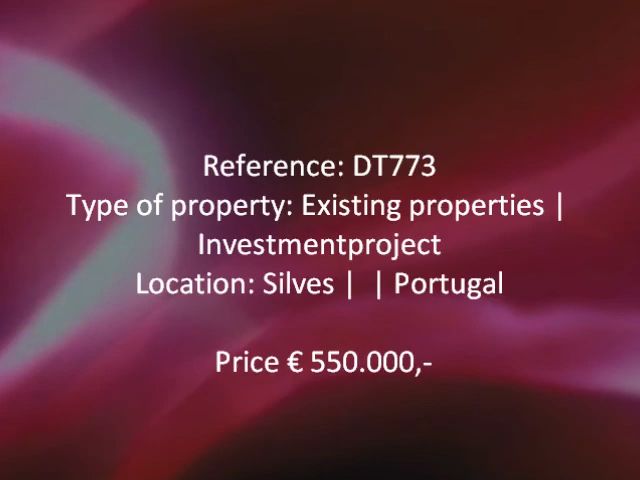 Reference: DT773
Type of property: Existing properties |
Investmentproject
Location: Silves |  | Portugal
Price € 550.000,-